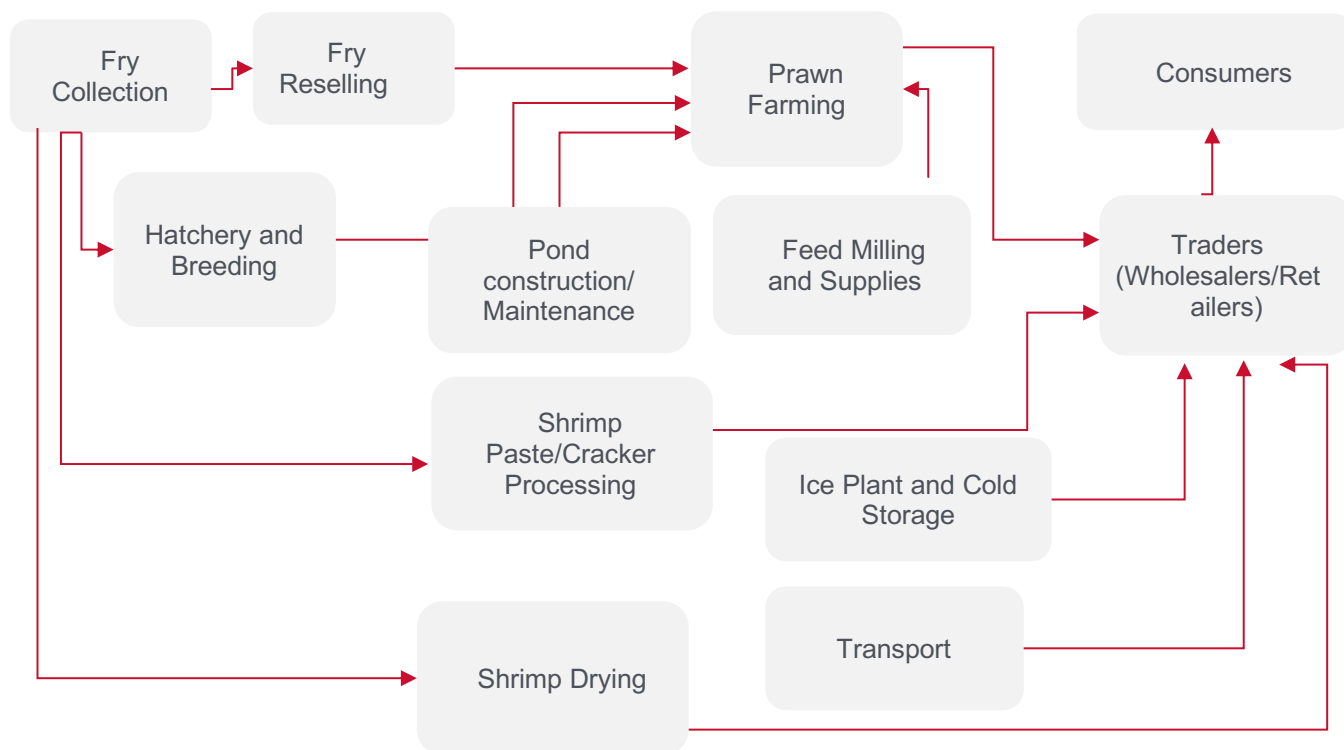 Fry
Collection
Fry
Reselling
Prawn
Farming
Consumers
Hatchery and
Breeding
Pond
construction/
Maintenance
Feed Milling
and Supplies
Traders
(Wholesalers/Ret
ailers)
Shrimp
Paste/Cracker
Processing
Ice Plant and Cold
Storage
Transport
Shrimp Drying